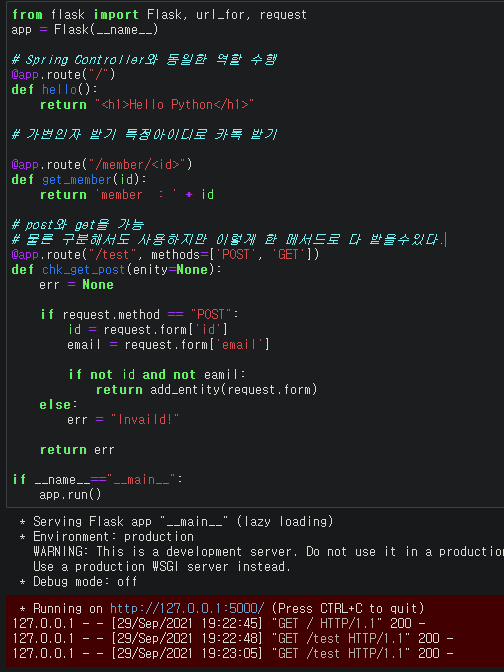 from flask import Flask, url_for, request
app = Flask(__name__)

# Spring Controller와 동일한 역할 수행
@app.route("/")
def hello():
    return "<h1>Hello Python</h1>"

# 가변인자 받기 특정아이디로 카톡 받기

@app.route("/member/<id>")
def get_member(id):
    return 'member  : ' + id

# post와 get을 가능
# 물론 구분해서도 사용하지만 이렇게 한 메서드로 다 받을수있다.
@app.route("/test", methods=['POST', 'GET'])
def chk_get_post(enity=None):
    err = None

    if request.method == "POST":
        id = request.form['id']
        email = request.form['email']

        if not id and not eamil:
            return add_entity(request.form)
    else:
        err = "Invaild!"

    return err

if __name__=="__main__":
    app.run()

* Serving Flask app "__main__" (lazy loading)
* Environment: production
  WARNING: This is a development server. Do not use it in a production
  Use a production WSGI server instead.
* Debug mode: off

* Running on http://127.0.0.1:5000/ (Press CTRL+C to quit)
127.0.0.1 - - [29/Sep/2021 19:22:45] "GET / HTTP/1.1" 200 -
127.0.0.1 - - [29/Sep/2021 19:22:48] "GET /test HTTP/1.1" 200 -
127.0.0.1 - - [29/Sep/2021 19:23:05] "GET /test HTTP/1.1" 200 -